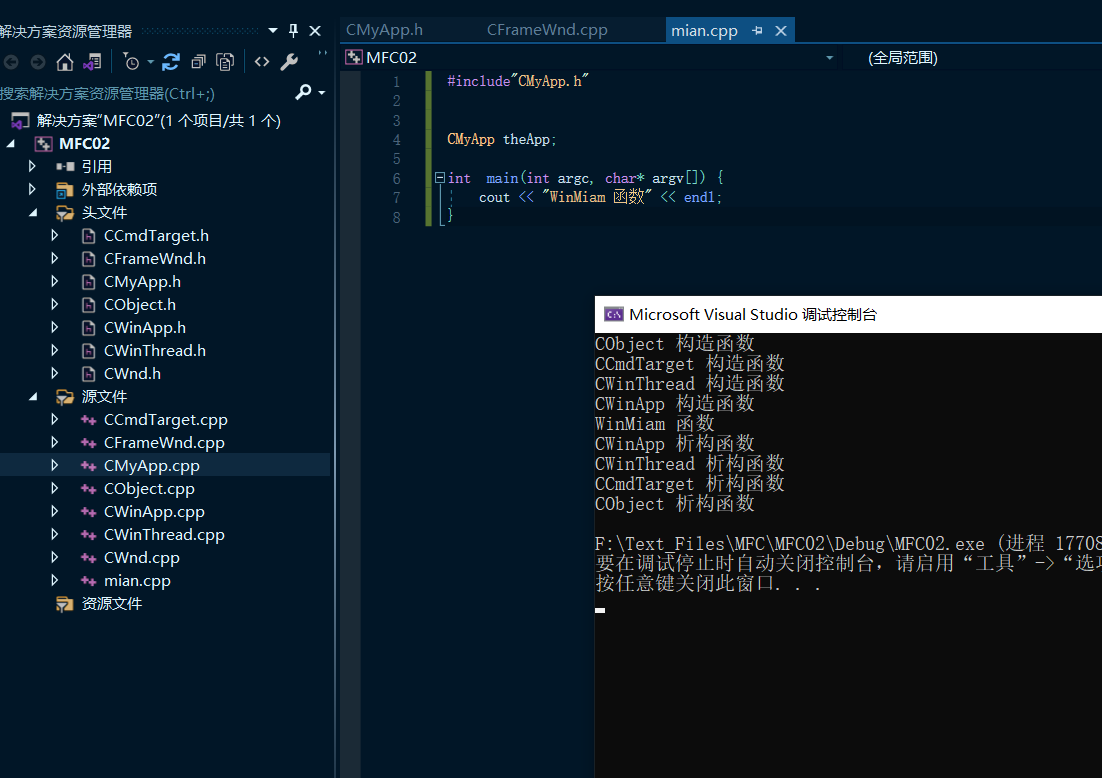 解决方案资源管理器
搜索解决方案资源管理器(Ctrl+;)
解决方案"MFC02"(1 个项目/共 1 个)
MFC02
引用
外部依赖项
头文件
CCmdTarget.h
CFrameWnd.h
CMyApp.h
CObject.h
CWinApp.h
CWinThread.h
CWnd.h
源文件
CCmdTarget.cpp
CFrameWnd.cpp
CMyApp.cpp
CObject.cpp
CWinApp.cpp
CWinThread.cpp
CWnd.cpp
mian.cpp
资源文件
CMyApp.h CFrameWnd.cpp mian.cpp
MFC02 (全局范围)
1 #include"CMyApp.h"
2
3
4 CMyApp theApp;
5
6 int main(int argc, char* argv[]) {
7 cout << "WinMiam 函数" << endl;
8 }
Microsoft Visual Studio 调试控制台
CObject 构造函数
CCmdTarget 构造函数
CWinThread 构造函数
CWinApp 构造函数
WinMiam 函数
CWinApp 析构函数
CWinThread 析构函数
CCmdTarget 析构函数
CObject 析构函数
F:\Text_Files\MFC\MFC02\Debug\MFC02.exe (进程 17708
要在调试停止时自动关闭控制台，请启用“工具”->“选项
按任意键关闭此窗口. . .